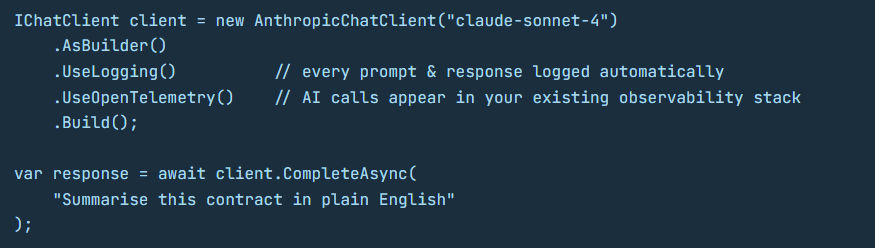 IChatClient client = new AnthropicChatClient("claude-sonnet-4")
    .AsBuilder()
    .UseLogging()          // every prompt & response logged automatically
    .UseOpenTelemetry()    // AI calls appear in your existing observability stack
    .Build();

var response = await client.CompleteAsync(
    "Summarise this contract in plain English"
);